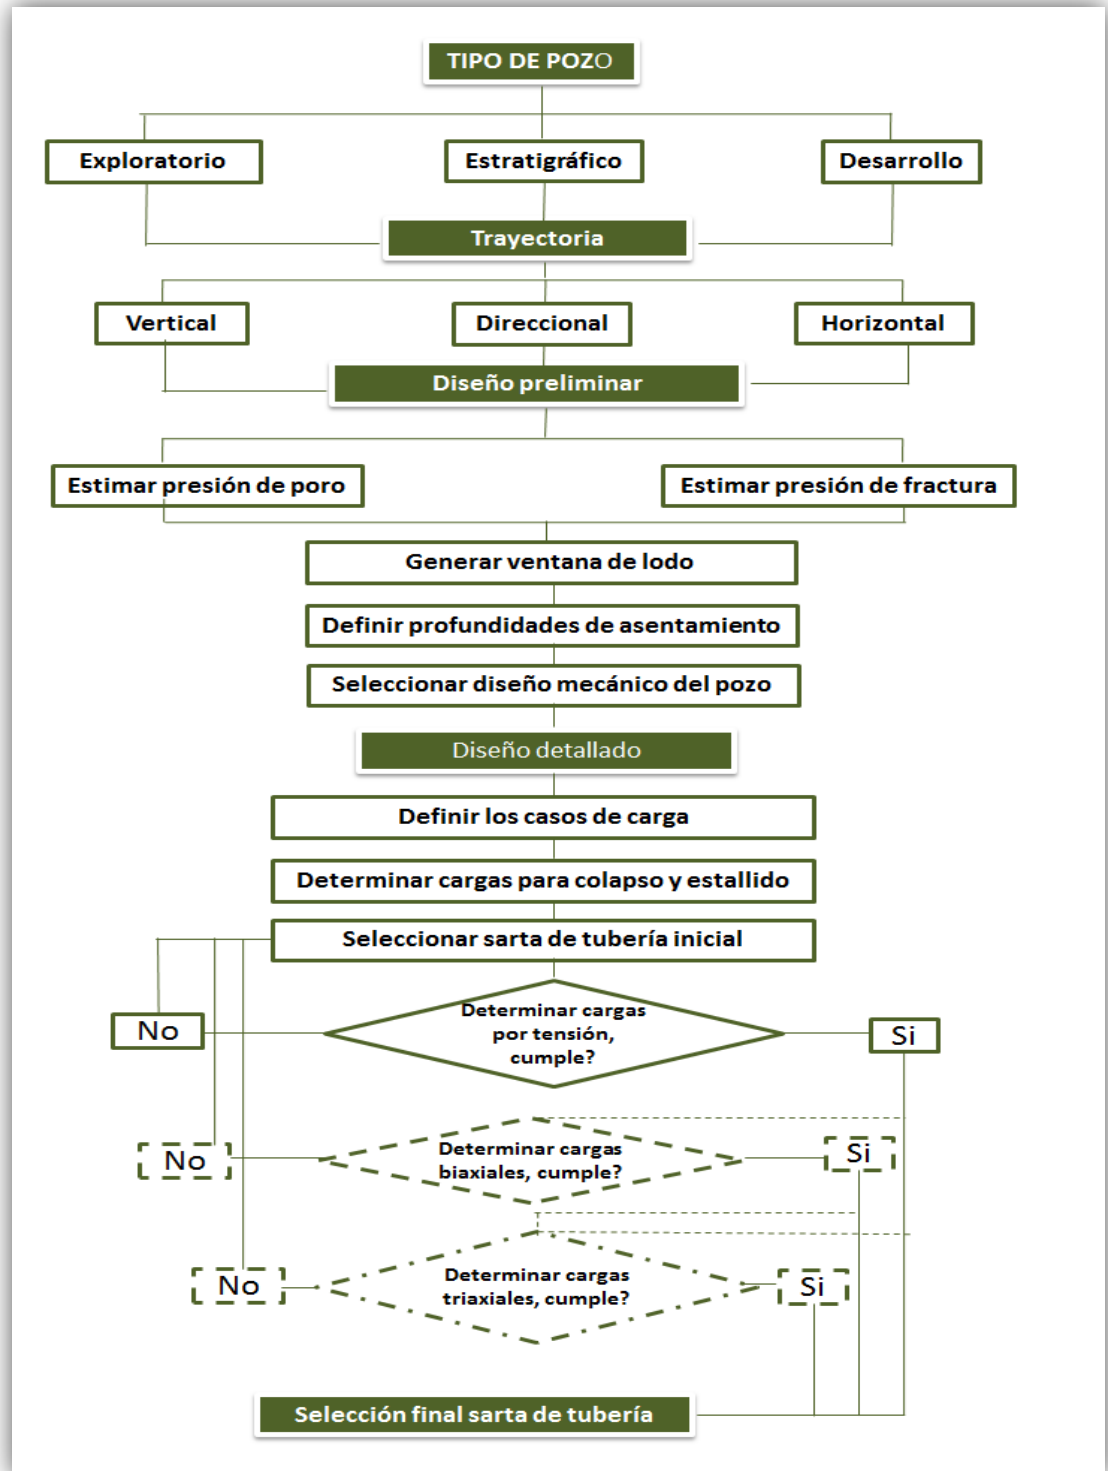 TIPO DE POZO
Exploratorio
Estratigráfico
Desarrollo
Trayectoria
Vertical
Direccional
Horizontal
Diseño preliminar
Estimar presión de poro
Estimar presión de fractura
Generar ventana de lodo
Definir profundidades de asentamiento
Seleccionar diseño mecánico del pozo
Diseño detallado
Definir los casos de carga
Determinar cargas para colapso y estallido
Seleccionar sarta de tubería inicial
Determinar cargas
por tensión,
cumple?
No
Si
Determinar cargas
biaxiales, cumple?
No
Si
Determinar cargas
triaxiales, cumple?
No
Si
Selección final sarta de tubería